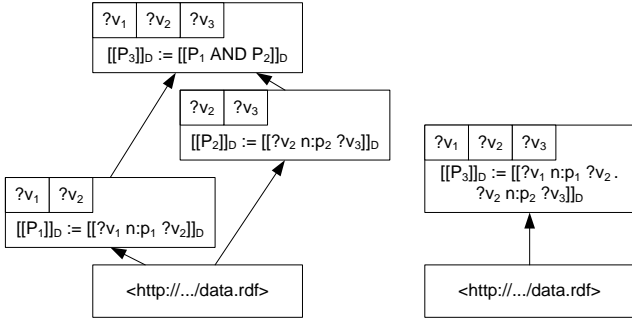 ?v1 ?v2 ?v3
[[P3]]D := [[P1 AND P2]]D
?v2 ?v3
[[P2]]D := [[?v2 n:p2 ?v3]]D
?v1 ?v2
[[P1]]D := [[?v1 n:p1 ?v2]]D
<http://.../data.rdf>
?v1 ?v2 ?v3
[[P3]]D := [[?v1 n:p1 ?v2 .
?v2 n:p2 ?v3]]D
<http://.../data.rdf>